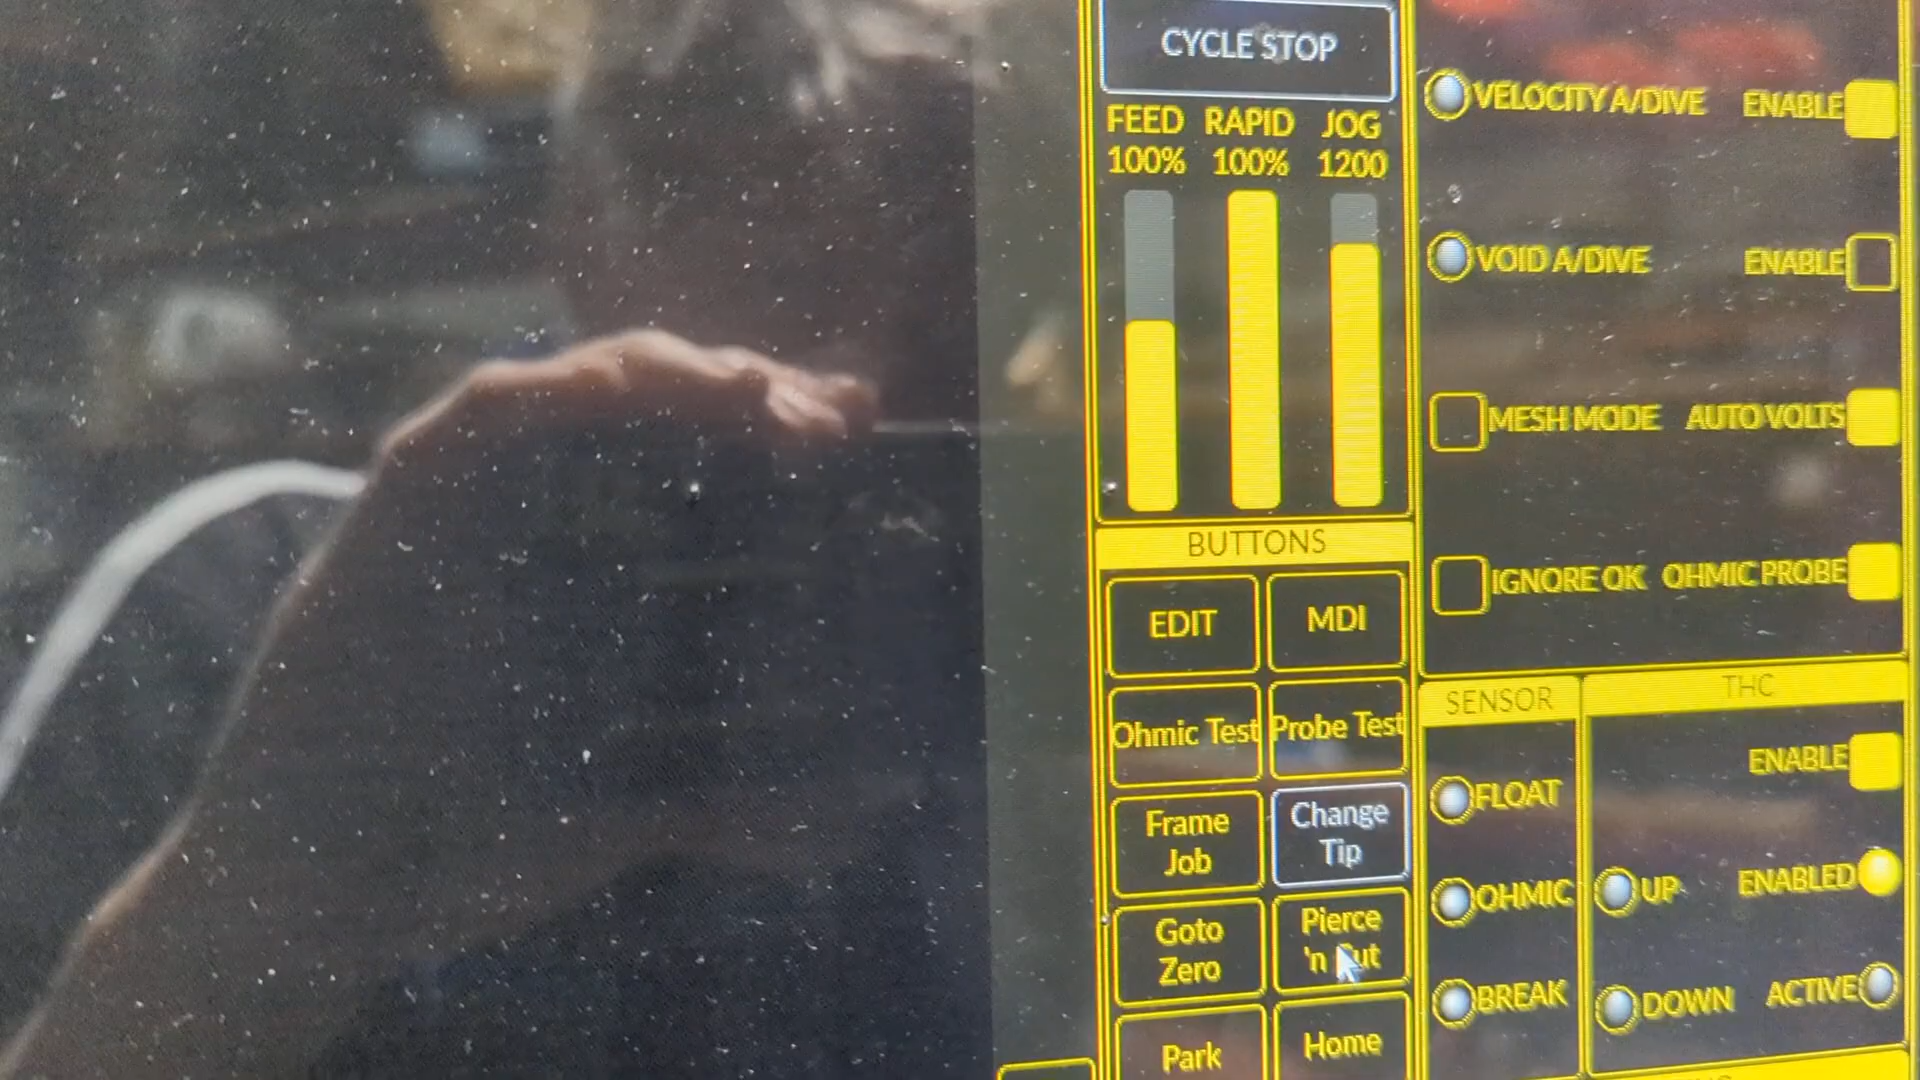 CYCLE STOP
FEED RAPID JOG
100% 100% 1200
BUTTONS
EDIT MDI
Ohmic Test Probe Test
Frame Job
Change Tip
Goto Zero
Pierce 'n
Park Home
VELOCITY A/DIVE ENABLE
VOID A/DIVE ENABLE
MESH MODE AUTO VOLTS
IGNORE OK OHMIC PROBE
SENSOR
FLOAT
OHMIC
BREAK
THC
ENABLE
UP ENABLED
DOWN ACTIVE